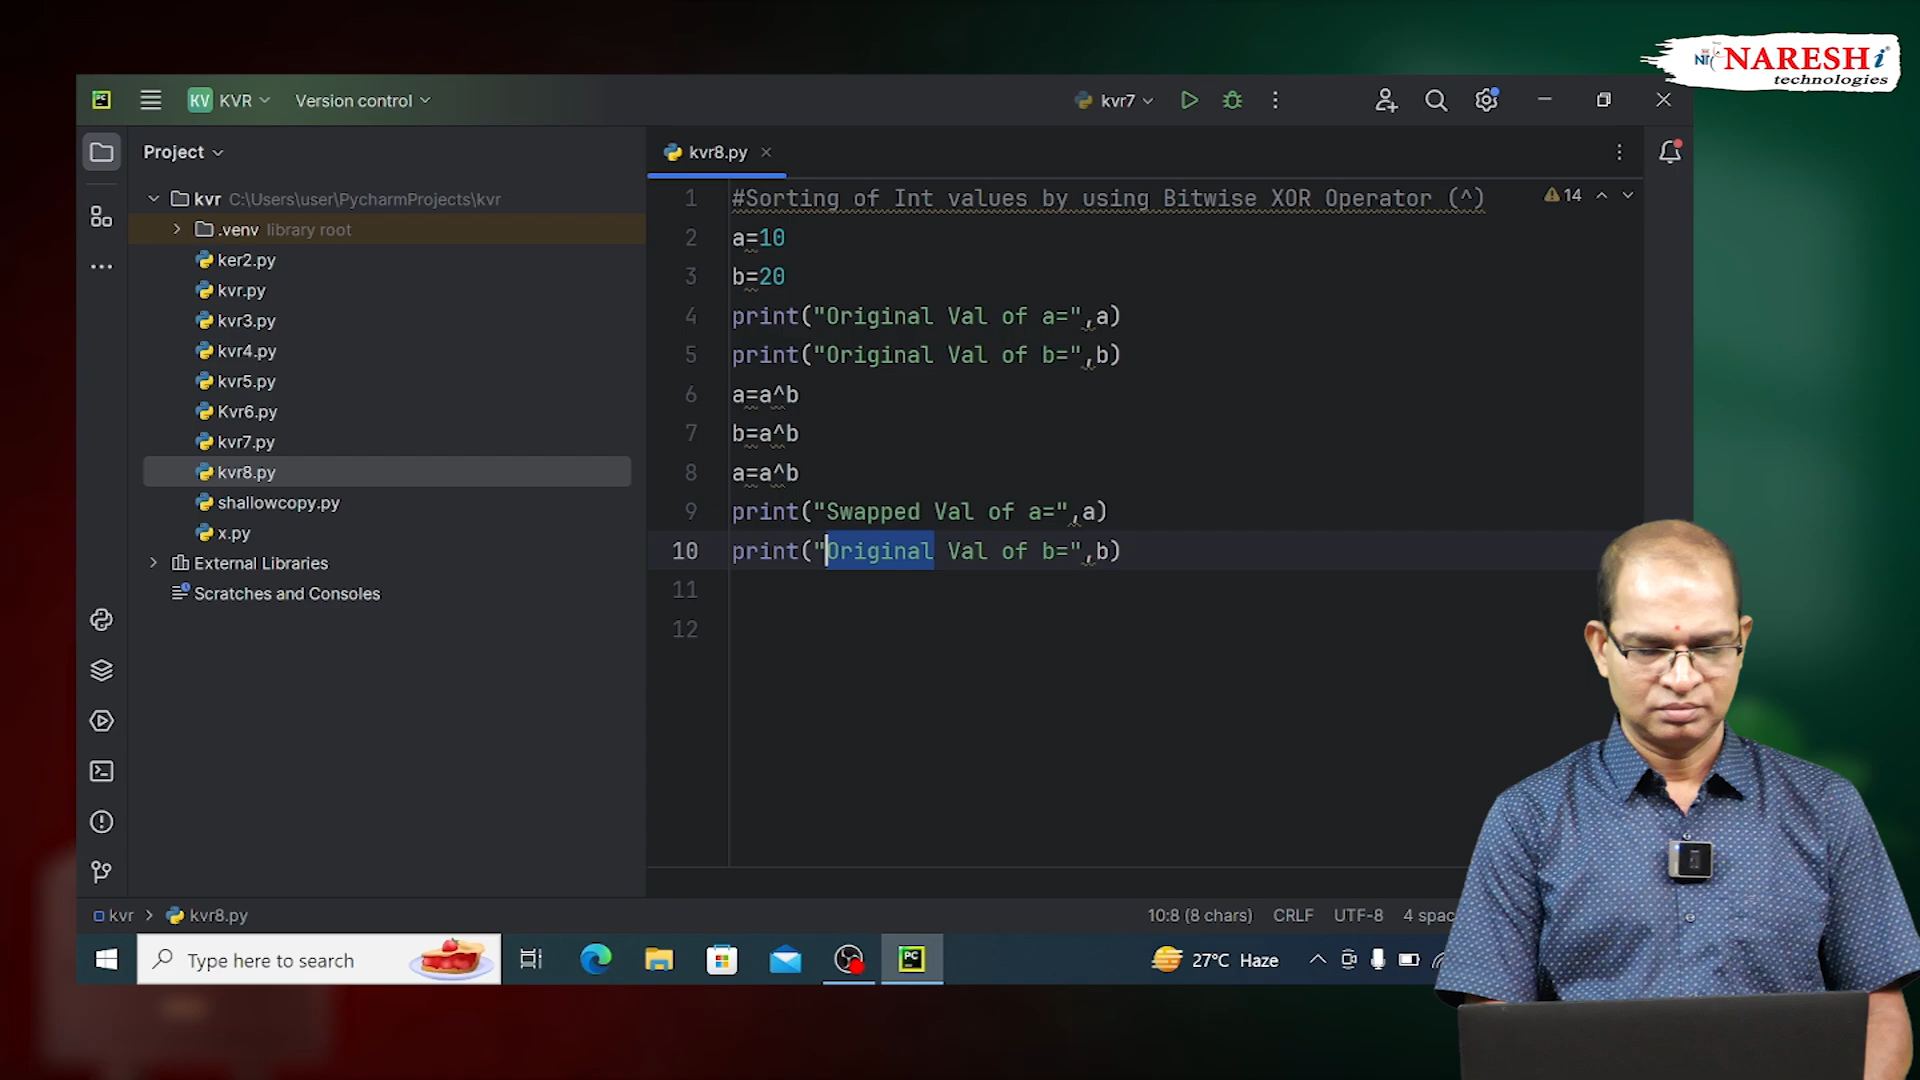 NIT NARESH i
technologies
PC
KV KVR
Version control
kvr7
Project
kvr C:\Users\user\PycharmProjects\kvr
.venv library root
ker2.py
kvr.py
kvr3.py
kvr4.py
kvr5.py
Kvr6.py
kvr7.py
kvr8.py
shallowcopy.py
x.py
External Libraries
Scratches and Consoles
kvr8.py
14
1 #Sorting of Int values by using Bitwise XOR Operator (^)
2 a=10
3 b=20
4 print("Original Val of a=",a)
5 print("Original Val of b=",b)
6 a=a^b
7 b=a^b
8 a=a^b
9 print("Swapped Val of a=",a)
10 print("Original Val of b=",b)
11
12
kvr > kvr8.py
10:8 (8 chars) CRLF UTF-8 4 spac
Type here to search
PC
27°C Haze